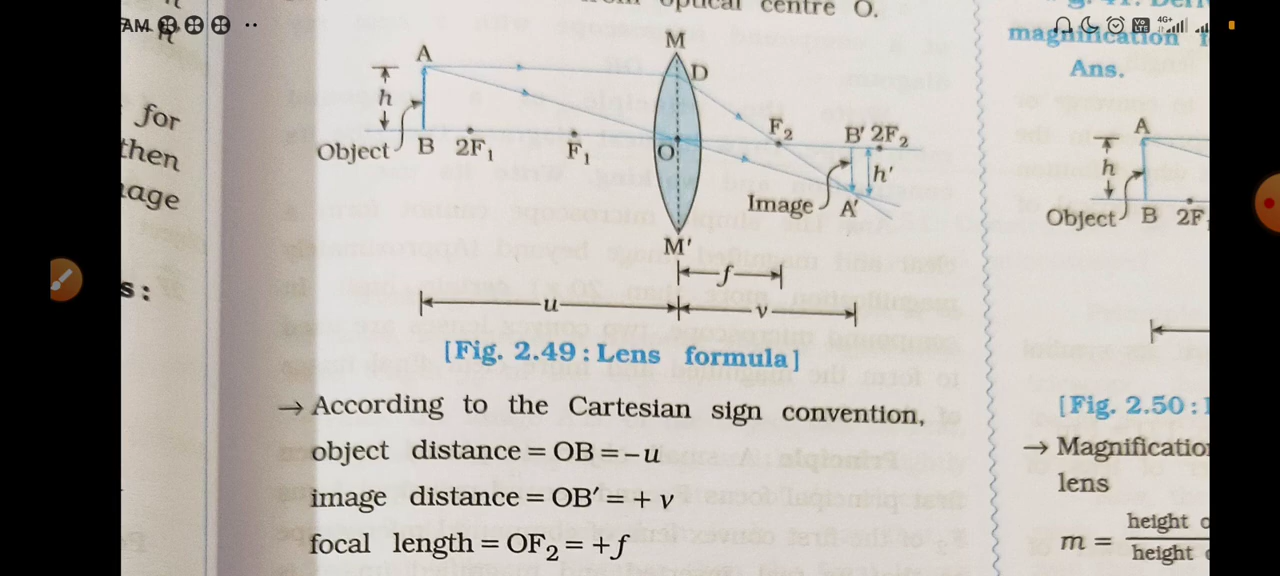 optical centre O.
AM
4G+
for
then
M
A
D
h
F₂
B′ 2F₂
Object
B
2F₁
F₁
O
h′
Image
A′
M′
f
u
v
[Fig. 2.49 : Lens formula]
→ According to the Cartesian sign convention,
object distance = OB = –u
image distance = OB′ = + v
focal length = OF₂ = +f
s :
magnification
Ans.
A
h
Object
B
2F
[Fig. 2.50 :
→ Magnificatio
lens
m =
height
height